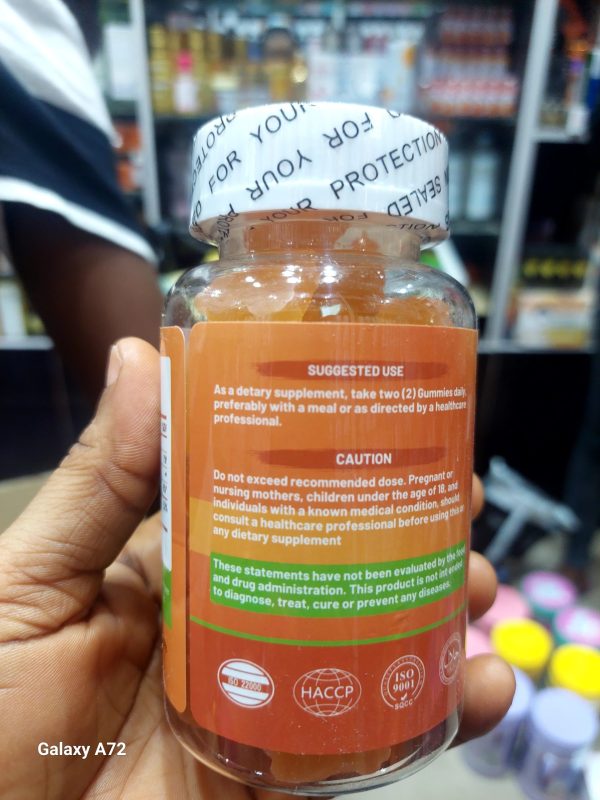 PROTECTION
FOR YOUR
SEALED
FOR YOUR
SUGGESTED USE
As a detary supplement, take two (2) Gummies daily,
preferably with a meal or as directed by a healthcare
professional.
CAUTION
Do not exceed recommended dose. Pregnant or
nursing mothers, children under the age of 18, and
individuals with a known medical condition, should
consult a healthcare professional before using this or
any dietary supplement
These statements have not been evaluated by the food
and drug administration. This product is not intended
to diagnose, treat, cure or prevent any diseases.
ISO 22000
HACCP
ISO
9001
SGCC
Galaxy A72